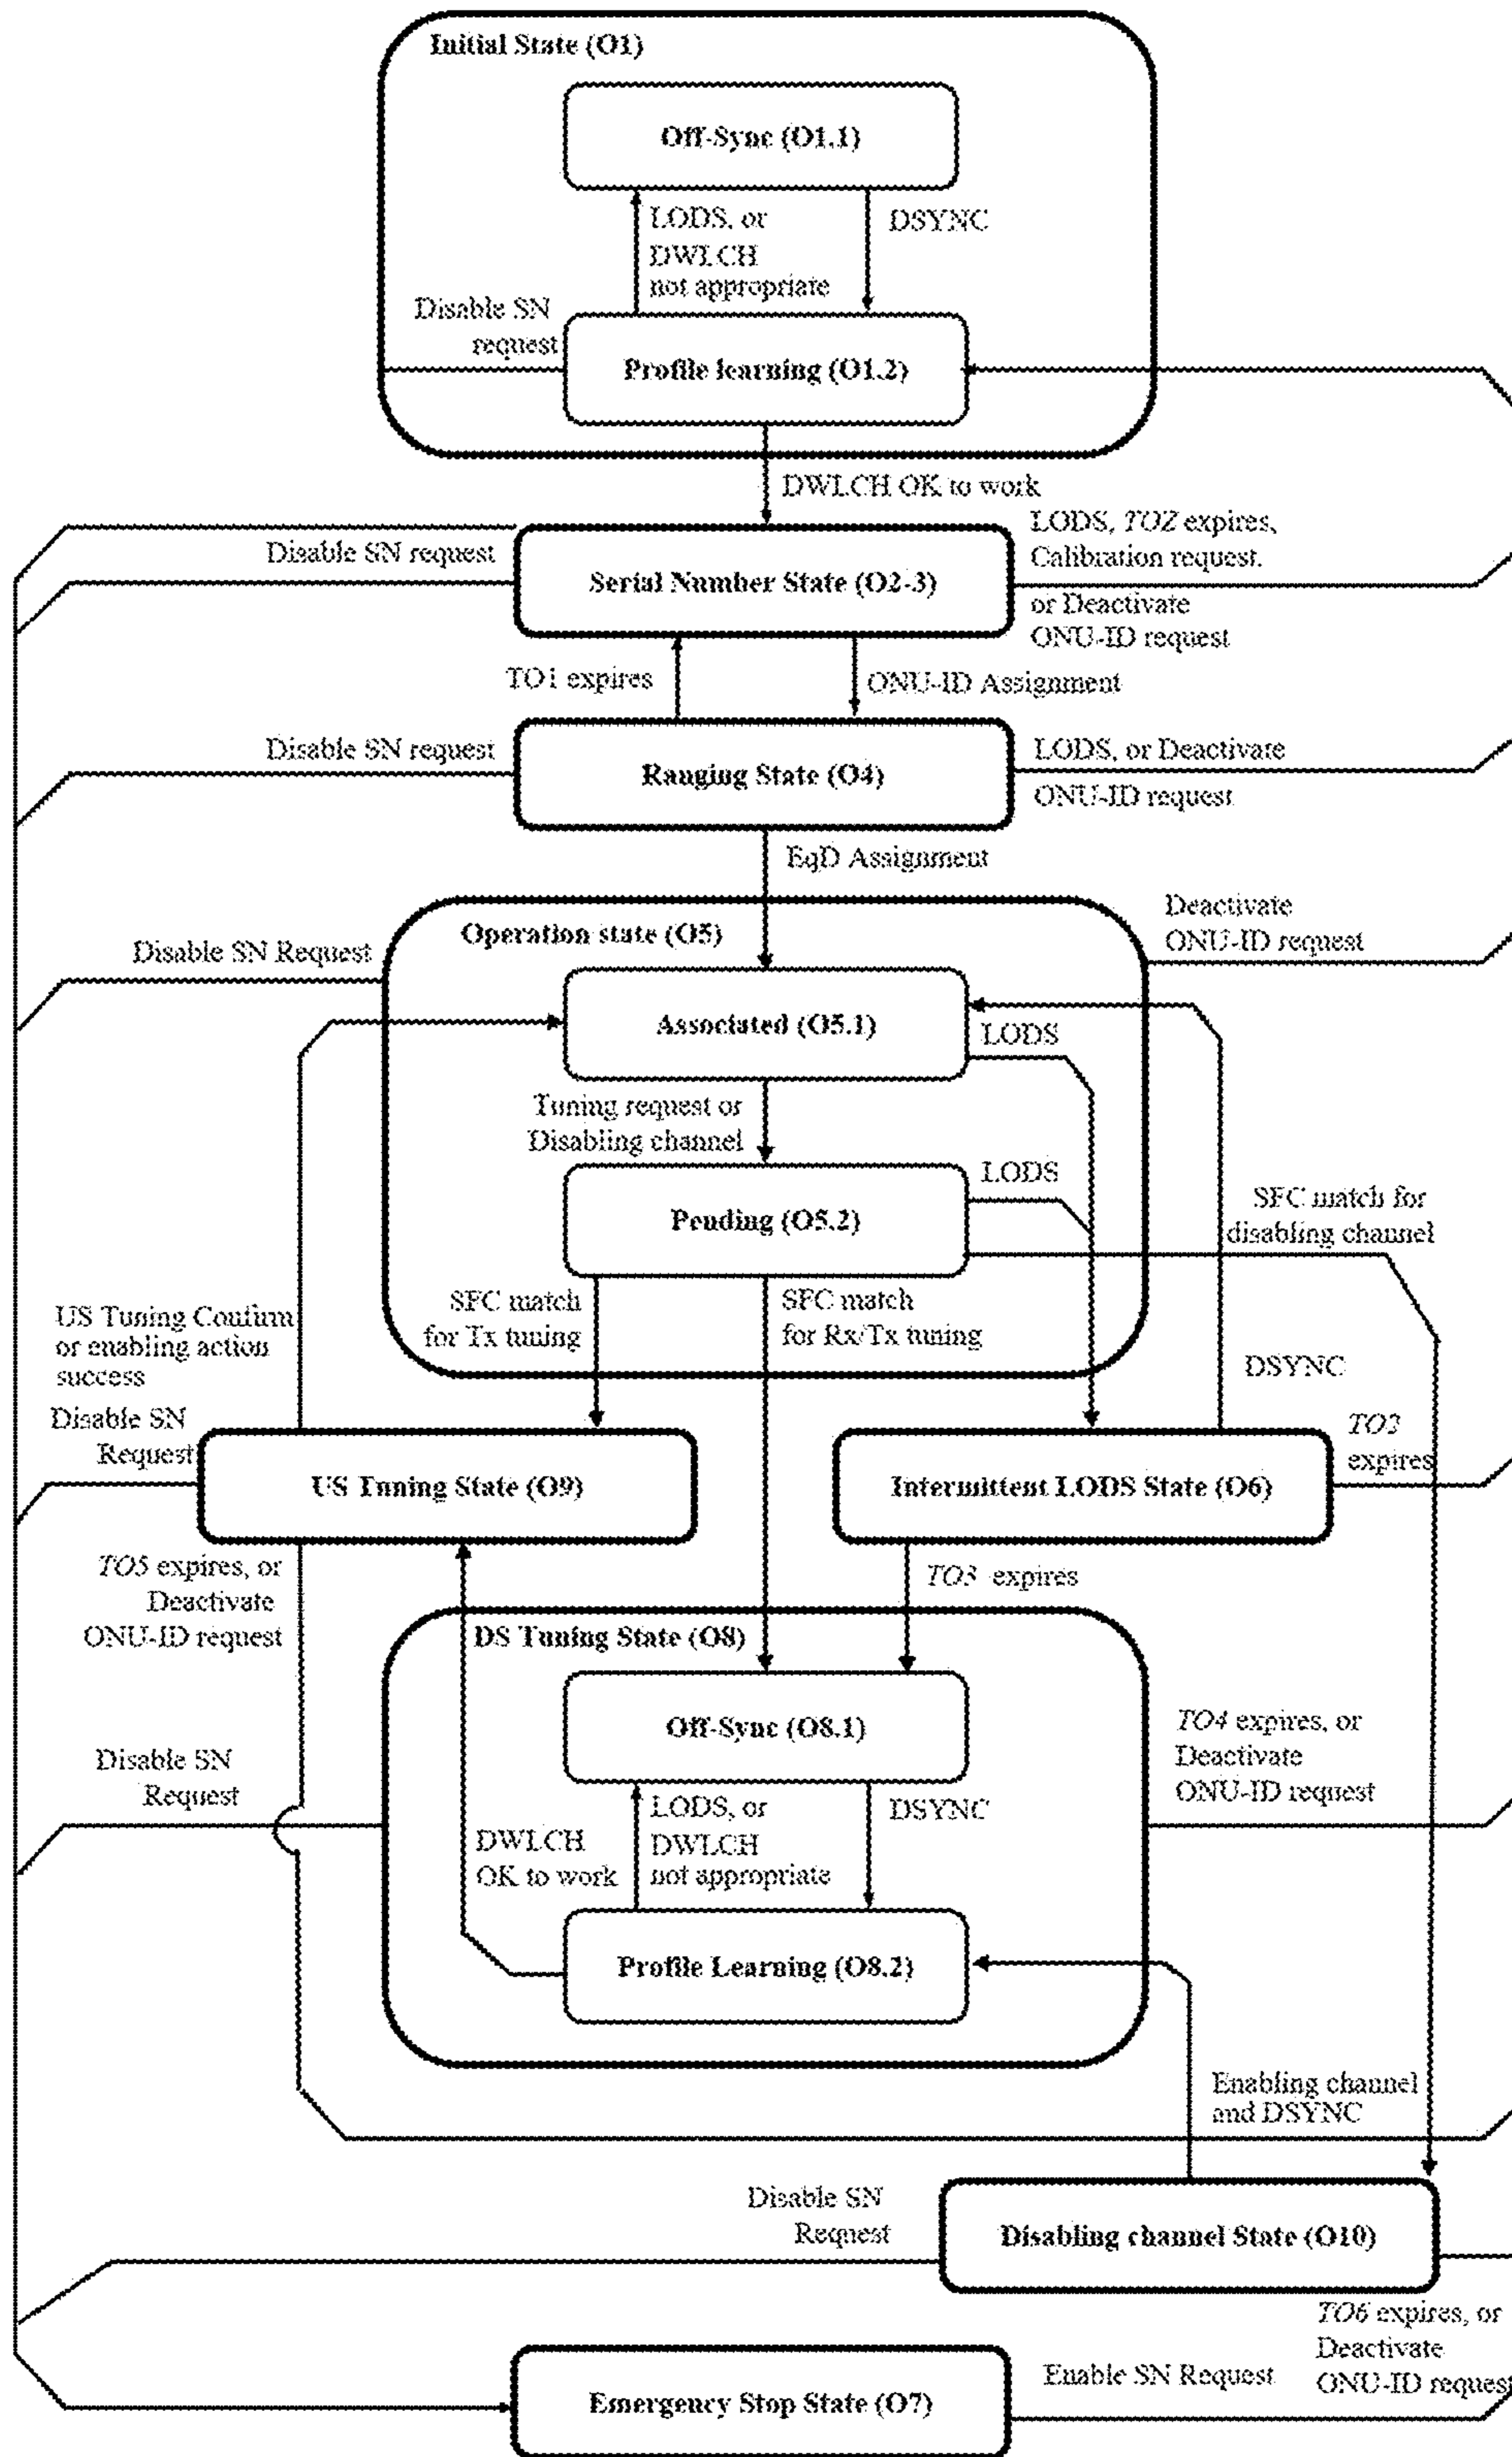 Initial State (O1)
Off-Sync (O1.1)
LODS, or
DWLCH
not appropriate
DSYNC
Disable SN
request
Profile learning (O1.2)
DWLCH OK to work
Disable SN request
Serial Number State (O2-3)
LODS, TOZ expires,
Calibration request.
or Deactivate
ONU-ID request
TO1 expires
ONU-ID Assignment
Disable SN request
Ranging State (O4)
LODS, or Deactivate
ONU-ID request
EqD Assignment
Operation state (O5)
Disable SN Request
Deactivate
ONU-ID request
Associated (O5.1)
LODS
Tuning request or
Disabling channel
LODS
Pending (O5.2)
SFC match for
disabling channel
SFC match
for Tx tuning
SFC match
for Rx/Tx tuning
US Tuning Confirm
or enabling action
success
DSYNC
Disable SN
Request
US Tuning State (O9)
Intermittent LODS State (O6)
expires
TO5 expires, or
Deactivate
ONU-ID request
TO3 expires
DS Tuning State (O8)
Off-Sync (O8.1)
TO4 expires, or
Deactivate
ONU-ID request
Disable SN
Request
LODS, or
DWLCH
not appropriate
DSYNC
DWLCH
OK to work
Profile Learning (O8.2)
Enabling channel
and DSYNC
Disable SN
Request
Disabling channel State (O10)
TO6 expires, or
Deactivate
ONU-ID request
Enable SN Request
Emergency Stop State (O7)